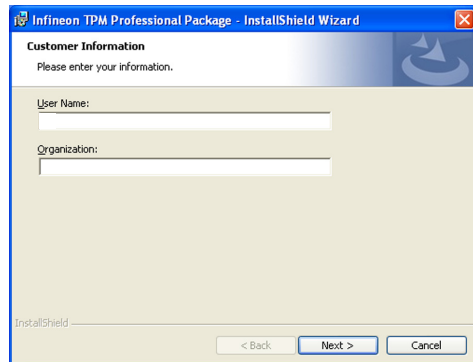 Infineon TPM Professional Package - InstallShield Wizard
Customer Information
Please enter your information.
User Name:
Organization:
InstallShield
< Back Next > Cancel